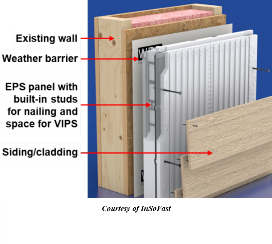 Existing wall
Weather barrier
EPS panel with
built-in studs
for nailing and
space for VIPS
Siding/cladding
Courtesy of InSoFast